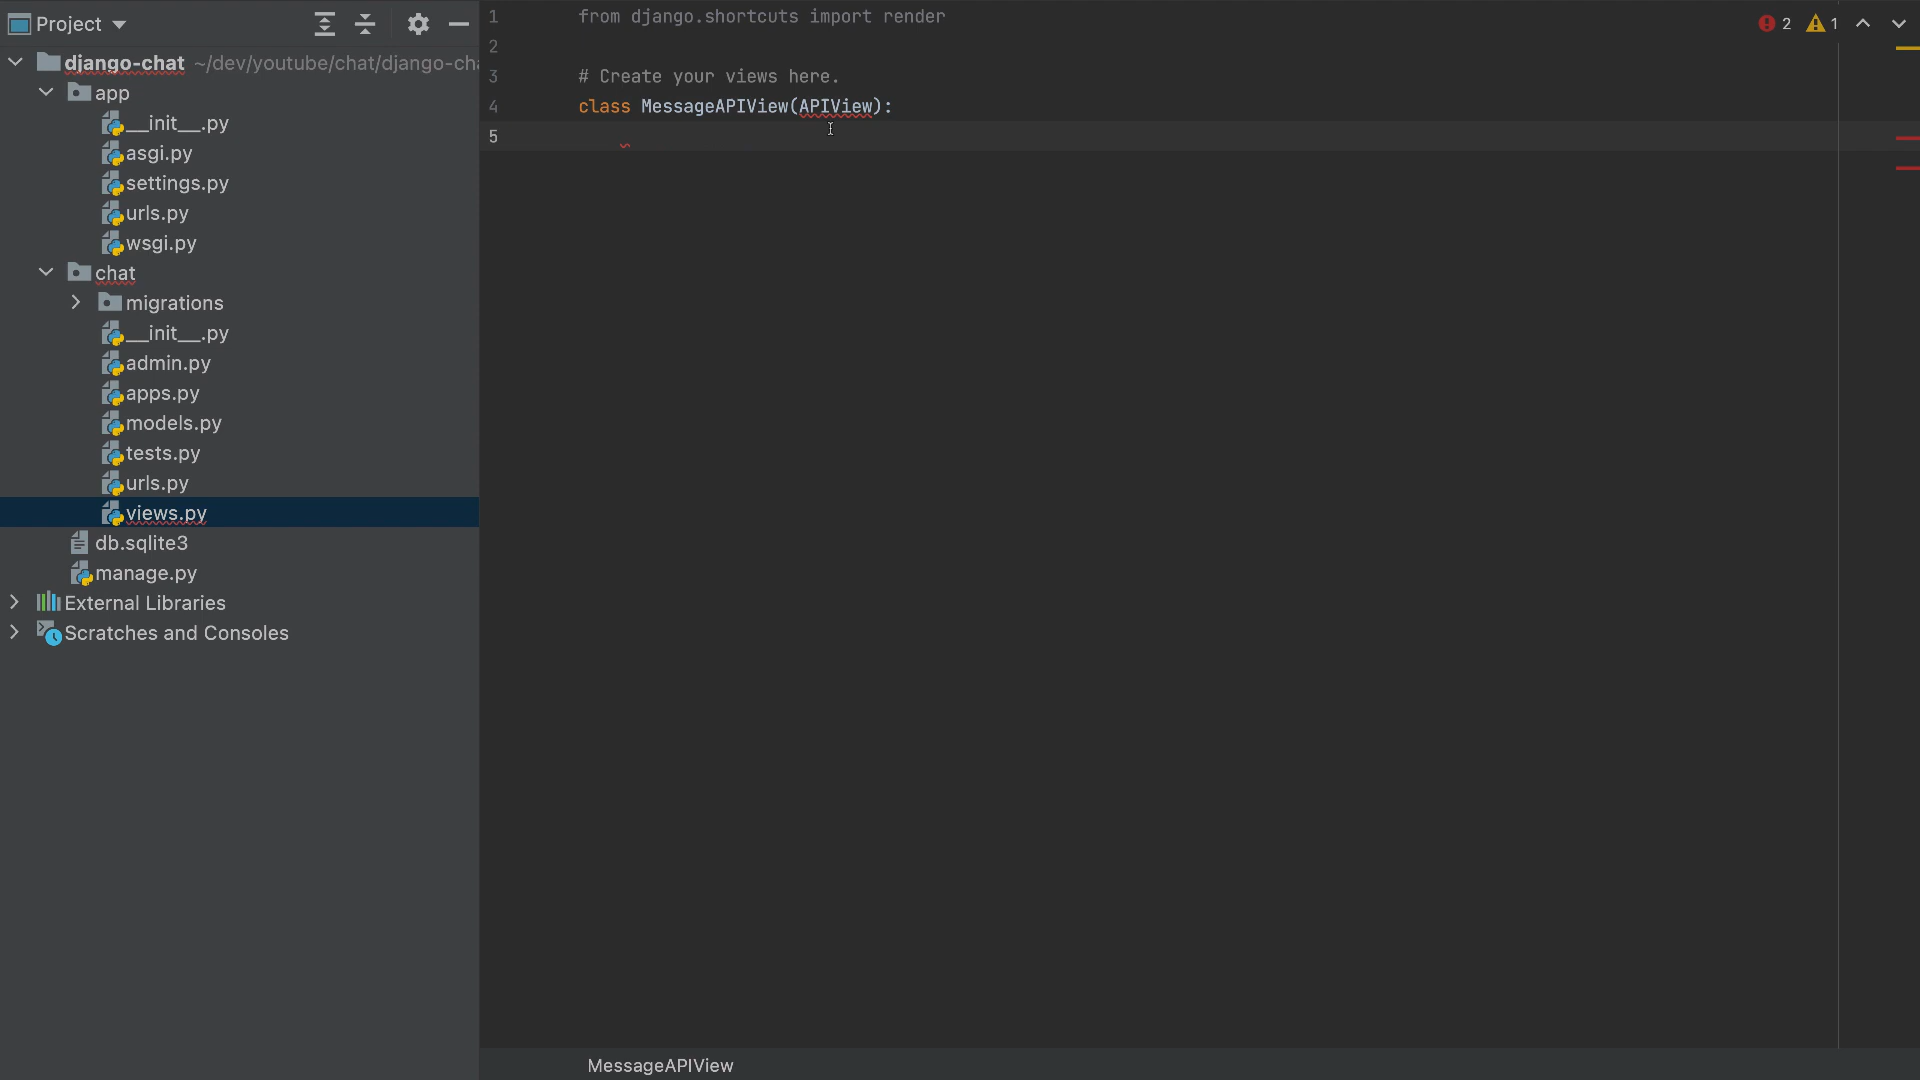 Project
django-chat ~/dev/youtube/chat/django-cha
app
__init__.py
asgi.py
settings.py
urls.py
wsgi.py
chat
migrations
__init__.py
admin.py
apps.py
models.py
tests.py
urls.py
views.py
db.sqlite3
manage.py
External Libraries
Scratches and Consoles
1 from django.shortcuts import render
2
3 # Create your views here.
4 class MessageAPIView(APIView):
5
2 1
MessageAPIView